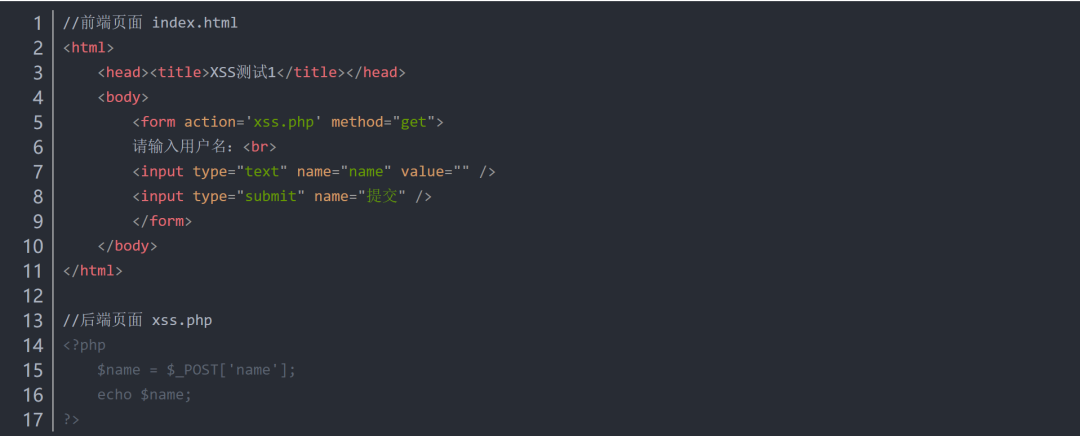 1 //前端页面 index.html
2 <html>
3 <head><title>XSS测试1</title></head>
4 <body>
5 <form action='xss.php' method="get">
6 请输入用户名：<br>
7 <input type="text" name="name" value="" />
8 <input type="submit" name="提交" />
9 </form>
10 </body>
11 </html>
12
13 //后端页面 xss.php
14 <?php
15 $name = $_POST['name'];
16 echo $name;
17 ?>